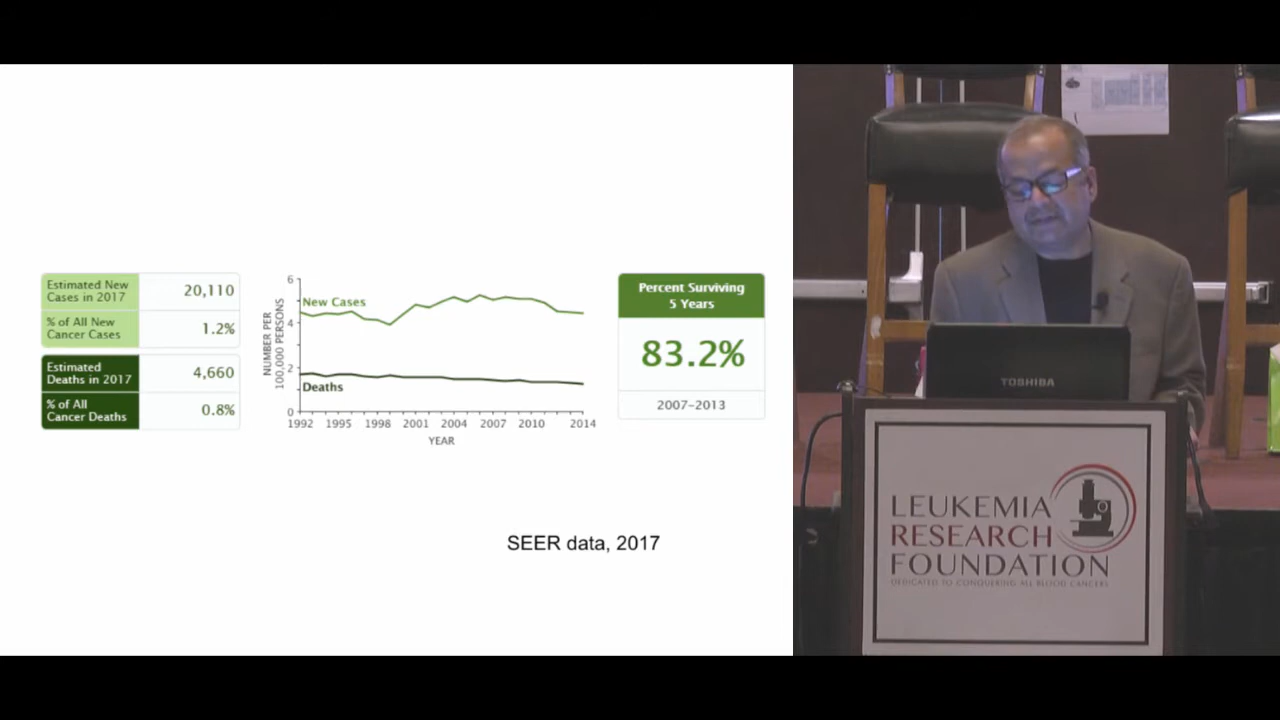 Estimated New
Cases in 2017
20,110
% of All New
Cancer Cases
1.2%
Estimated
Deaths in 2017
4,660
% of All
Cancer Deaths
0.8%
NUMBER PER
100,000 PERSONS
6
4
2
0
New Cases
Deaths
1992 1995 1998 2001 2004 2007 2010 2014
YEAR
Percent Surviving
5 Years
83.2%
2007–2013
SEER data, 2017
TOSHIBA
LEUKEMIA
RESEARCH
FOUNDATION
DEDICATED TO CONQUERING ALL BLOOD CANCERS